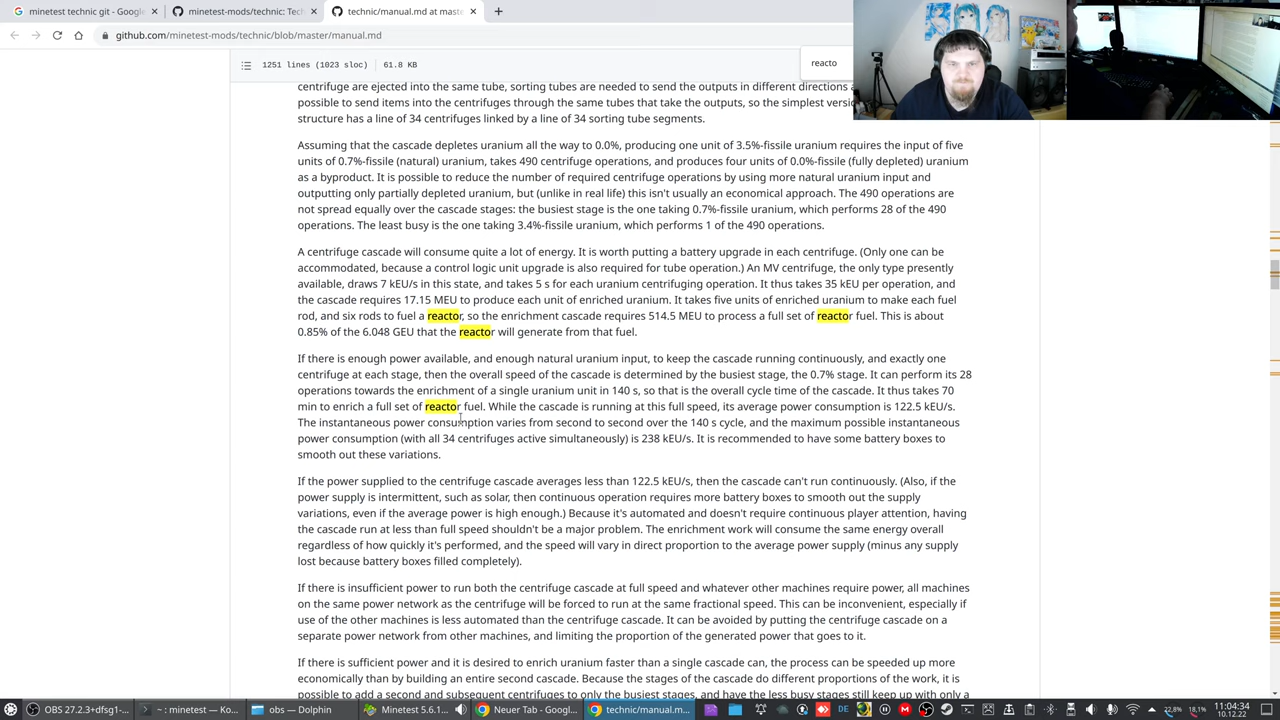 minetest technic git - Google
minetest-mods/technic: Tech
technic/manual.md at maste
github.com/minetest-mods/technic/blob/master/manual.md
1251 lines (1021 sloc)
.8 KB
reacto
centrifuge are ejected into the same tube, sorting tubes are needed to send the outputs in different directions
possible to send items into the centrifuges through the same tubes that take the outputs, so the simplest
structure has a line of 34 centrifuges linked by a line of 34 sorting tube segments.
Assuming that the cascade depletes uranium all the way to 0.0%, producing one unit of 3.5%-fissile uranium requires the input of five
units of 0.7%-fissile (natural) uranium, takes 490 centrifuge operations, and produces four units of 0.0%-fissile (fully depleted) uranium
as a byproduct. It is possible to reduce the number of required centrifuge operations by using more natural uranium input and
outputting only partially depleted uranium, but (unlike in real life) this isn't usually an economical approach. The 490 operations are
not spread equally over the cascade stages: the busiest stage is the one taking 0.7%-fissile uranium, which performs 28 of the 490
operations. The least busy is the one taking 3.4%-fissile uranium, which performs 1 of the 490 operations.
A centrifuge cascade will consume quite a lot of energy. It is worth putting a battery upgrade in each centrifuge. (Only one can be
accommodated, because a control logic unit upgrade is also required for tube operation.) An MV centrifuge, the only type presently
available, draws 7 kEU/s in this state, and takes 5 s for each uranium centrifuging operation. It thus takes 35 kEU per operation, and
the cascade requires 17.15 MEU to produce each unit of enriched uranium. It takes five units of enriched uranium to make each fuel
rod, and six rods to fuel a reactor, so the enrichment cascade requires 514.5 MEU to process a full set of reactor fuel. This is about
0.85% of the 6.048 GEU that the reactor will generate from that fuel.
If there is enough power available, and enough natural uranium input, to keep the cascade running continuously, and exactly one
centrifuge at each stage, then the overall speed of the cascade is determined by the busiest stage, the 0.7% stage. It can perform its 28
operations towards the enrichment of a single uranium unit in 140 s, so that is the overall cycle time of the cascade. It thus takes 70
min to enrich a full set of reactor fuel. While the cascade is running at this full speed, its average power consumption is 122.5 kEU/s.
The instantaneous power consumption varies from second to second over the 140 s cycle, and the maximum possible instantaneous
power consumption (with all 34 centrifuges active simultaneously) is 238 kEU/s. It is recommended to have some battery boxes to
smooth out these variations.
If the power supplied to the centrifuge cascade averages less than 122.5 kEU/s, then the cascade can't run continuously. (Also, if the
power supply is intermittent, such as solar, then continuous operation requires more battery boxes to smooth out the supply
variations, even if the average power is high enough.) Because it's automated and doesn't require continuous player attention, having
the cascade run at less than full speed shouldn't be a major problem. The enrichment work will consume the same energy overall
regardless of how quickly it's performed, and the speed will vary in direct proportion to the average power supply (minus any supply
lost because battery boxes filled completely).
If there is insufficient power to run both the centrifuge cascade at full speed and whatever other machines require power, all machines
on the same power network as the centrifuge will be forced to run at the same fractional speed. This can be inconvenient, especially if
use of the other machines is less automated than the centrifuge cascade. It can be avoided by putting the centrifuge cascade on a
separate power network from other machines, and limiting the proportion of the generated power that goes to it.
If there is sufficient power and it is desired to enrich uranium faster than a single cascade can, the process can be speeded up more
economically than by building an entire second cascade. Because the stages of the cascade do different proportions of the work, it is
possible to add a second and subsequent centrifuges to only the busiest stages, and have the less busy stages still keep up with only a
OBS 27.2.3+dfsg1-... : minetest — Ko... Docs — Dolphin Minetest 5.6.1... Neuer Tab - Googl... technic/manual.m... DE 22,8% 18,1% 11:04:34
10.12.22